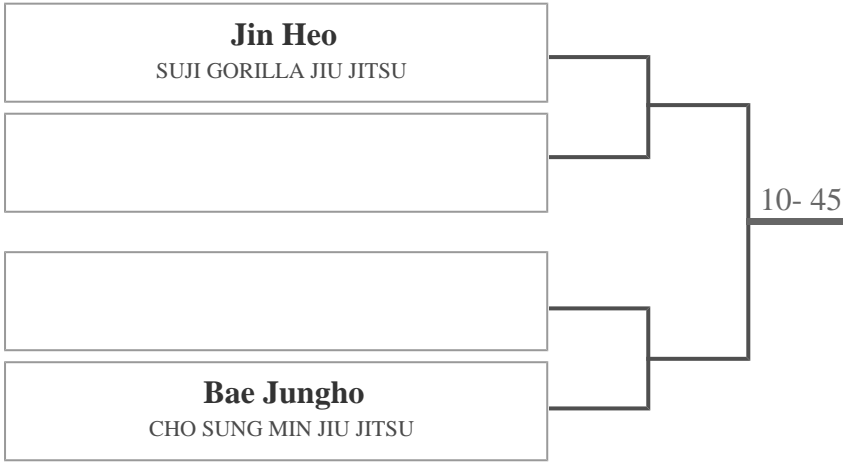 Jin Heo
SUJI GORILLA JIU JITSU
10- 45
Bae Jungho
CHO SUNG MIN JIU JITSU